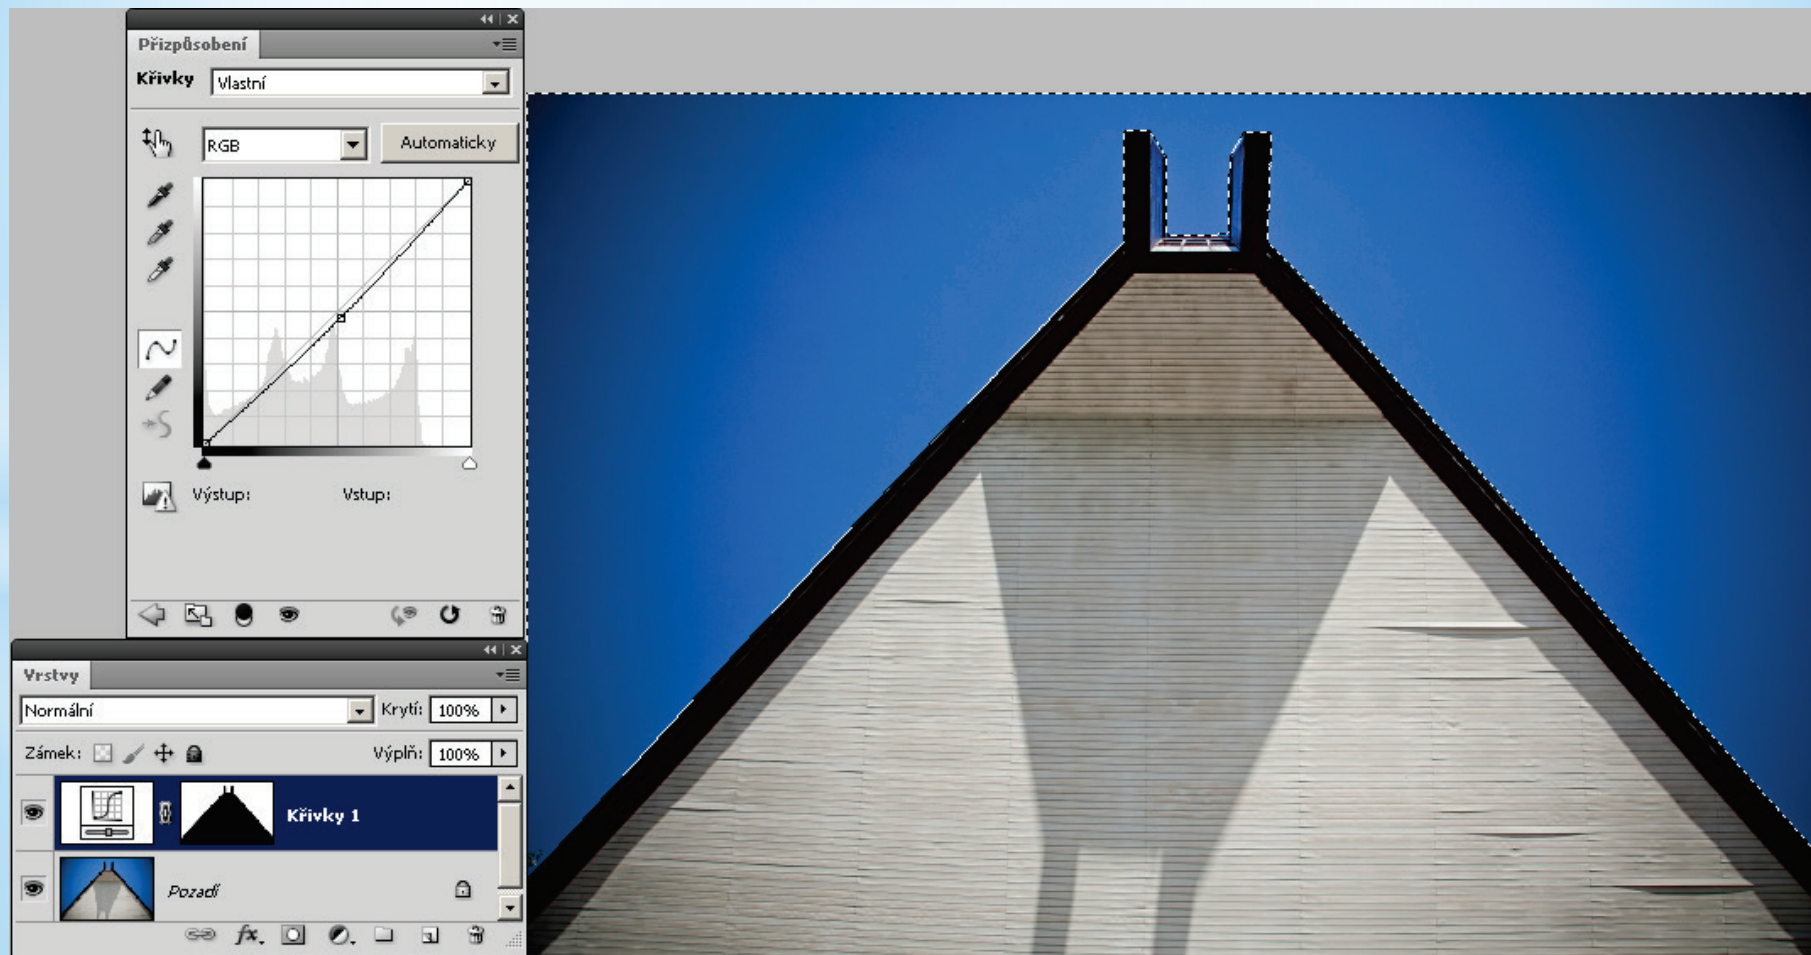 Přizpůsobení
Křivky Vlastní
RGB Automaticky
Výstup: Vstup:
Vrstvy
Normální Krytí: 100%
Zámek: Výplň: 100%
Křivky 1
Pozadí
fx.